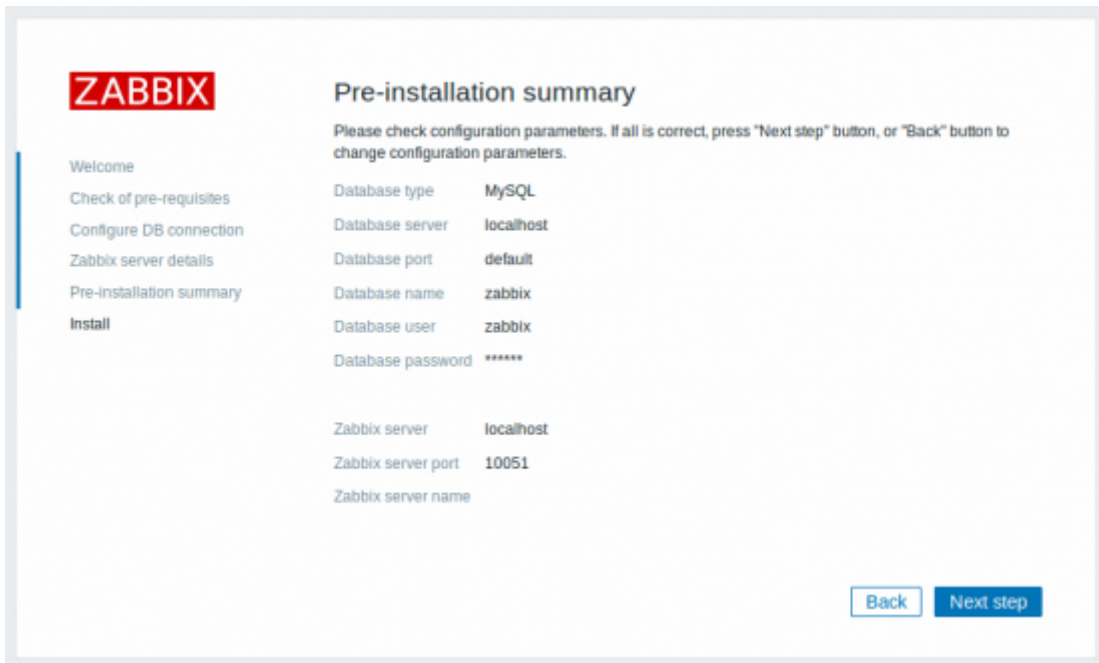 ZABBIX
Pre-installation summary
Please check configuration parameters. If all is correct, press "Next step" button, or "Back" button to
change configuration parameters.
Welcome
Check of pre-requisites
Configure DB connection
Zabbix server details
Pre-installation summary
Install
Database type MySQL
Database server localhost
Database port default
Database name zabbix
Database user zabbix
Database password ******
Zabbix server localhost
Zabbix server port 10051
Zabbix server name
Back Next step